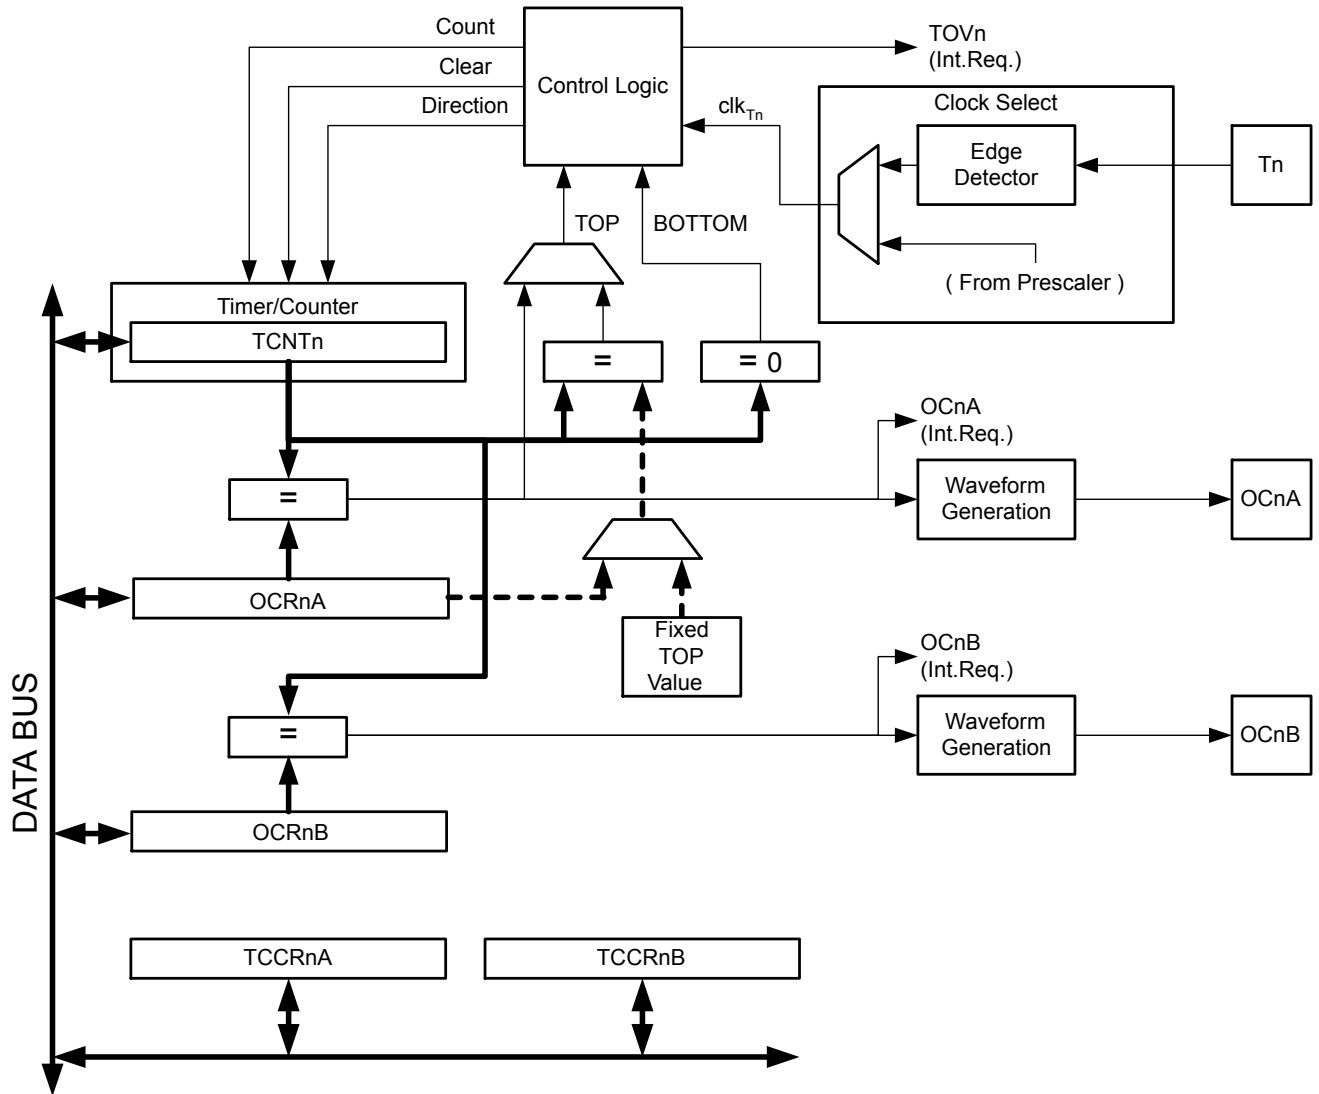 Count
Clear
Direction
Control Logic
TOVn
(Int.Req.)
clkTn
Clock Select
Edge
Detector
Tn
( From Prescaler )
TOP
BOTTOM
Timer/Counter
TCNTn
=
= 0
OCnA
(Int.Req.)
=
Waveform
Generation
OCnA
OCRnA
Fixed
TOP
Value
OCnB
(Int.Req.)
=
Waveform
Generation
OCnB
OCRnB
DATA BUS
TCCRnA
TCCRnB